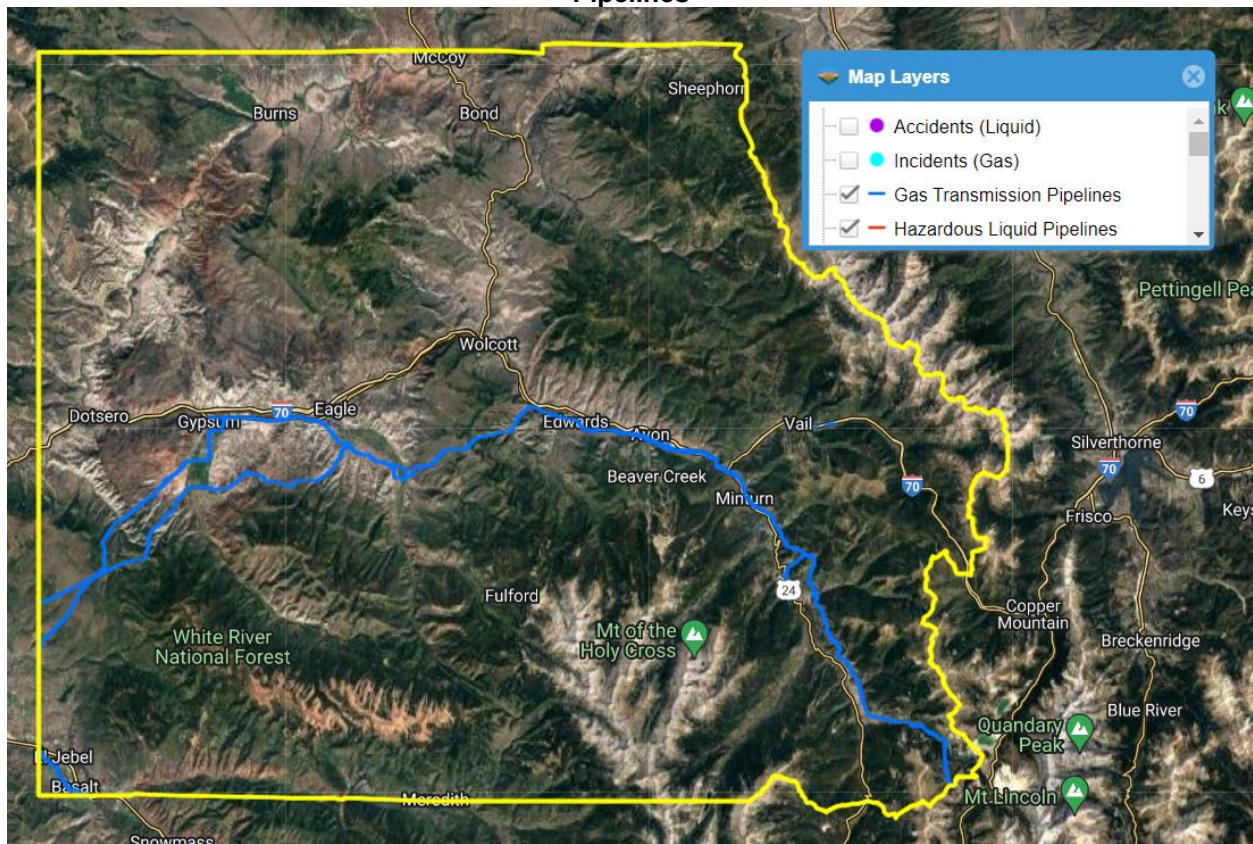 Pipelines
McCoy
Sheephorn
Burns
Bond
Map Layers
Accidents (Liquid)
Incidents (Gas)
Gas Transmission Pipelines
Hazardous Liquid Pipelines
k
Pettingell Pea
Wolcott
Dotsero
Gypsum
70
Eagle
Edwards
Avon
Vail
Beaver Creek
Minturn
70
70
Silverthorne
70
6
Frisco
Keys
24
Fulford
Mt of the
Holy Cross
White River
National Forest
Copper
Mountain
Breckenridge
Blue River
Quandary
Peak
El Jebel
Basalt
Meredith
Mt Lincoln
Snowmass